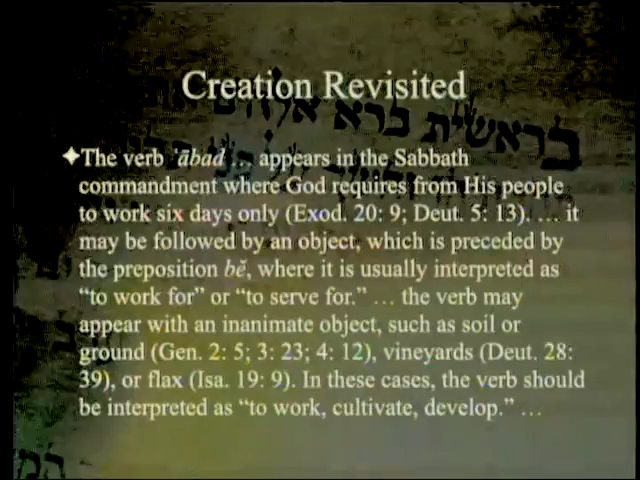 Creation Revisited
בראשית ברא אלהים
✦The verb ʿābad … appears in the Sabbath
commandment where God requires from His people
to work six days only (Exod. 20: 9; Deut. 5: 13). … it
may be followed by an object, which is preceded by
the preposition bĕ, where it is usually interpreted as
“to work for” or “to serve for.” … the verb may
appear with an inanimate object, such as soil or
ground (Gen. 2: 5; 3: 23; 4: 12), vineyards (Deut. 28:
39), or flax (Isa. 19: 9). In these cases, the verb should
be interpreted as “to work, cultivate, develop.” …